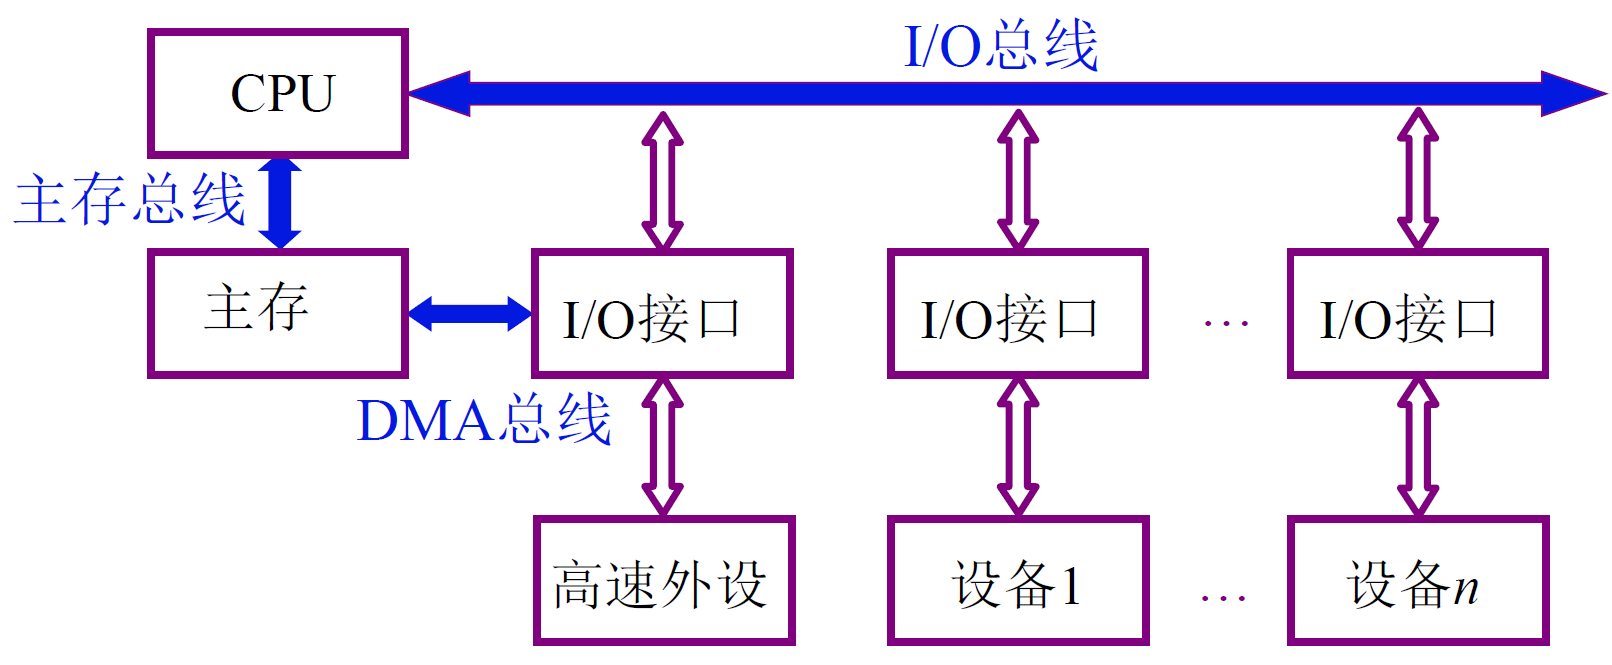 I/O总线
CPU
主存总线
主存
I/O接口
I/O接口
…
I/O接口
DMA总线
高速外设
设备1
…
设备n